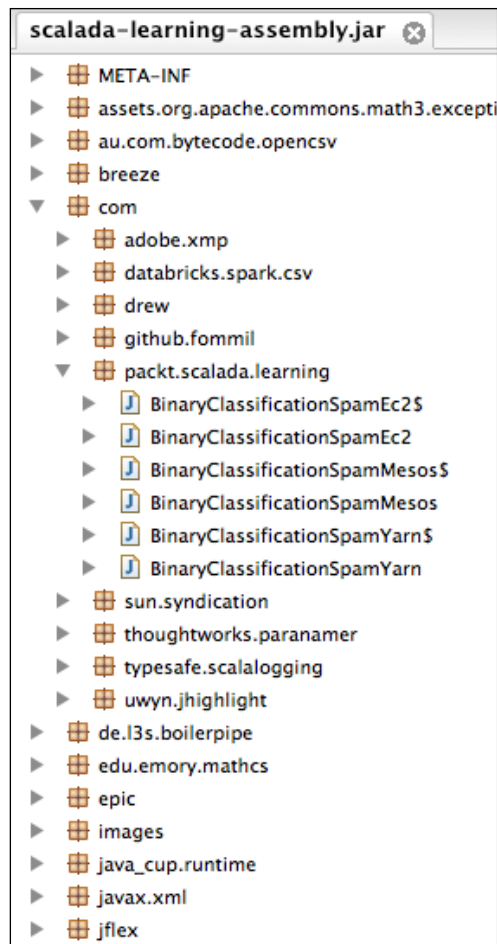 scalada-learning-assembly.jar
META-INF
assets.org.apache.commons.math3.excepti
au.com.bytecode.opencsv
breeze
com
adobe.xmp
databricks.spark.csv
drew
github.fommil
packt.scalada.learning
BinaryClassificationSpamEc2$
BinaryClassificationSpamEc2
BinaryClassificationSpamMesos$
BinaryClassificationSpamMesos
BinaryClassificationSpamYarn$
BinaryClassificationSpamYarn
sun.syndication
thoughtworks.paranamer
typesafe.scalalogging
uwyn.jhighlight
de.l3s.boilerpipe
edu.emory.mathcs
epic
images
java_cup.runtime
javax.xml
jflex